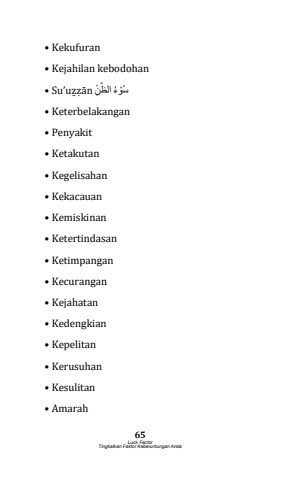 • Kekufuran
• Kejahilan kebodohan
• Su'uẓẓān سُوْءُ الظَّنّ
• Keterbelakangan
• Penyakit
• Ketakutan
• Kegelisahan
• Kekacauan
• Kemiskinan
• Ketertindasan
• Ketimpangan
• Kecurangan
• Kejahatan
• Kedengkian
• Kepelitan
• Kerusuhan
• Kesulitan
• Amarah
65
Luck Factor
Tingkatkan Faktor Keberuntungan Anda